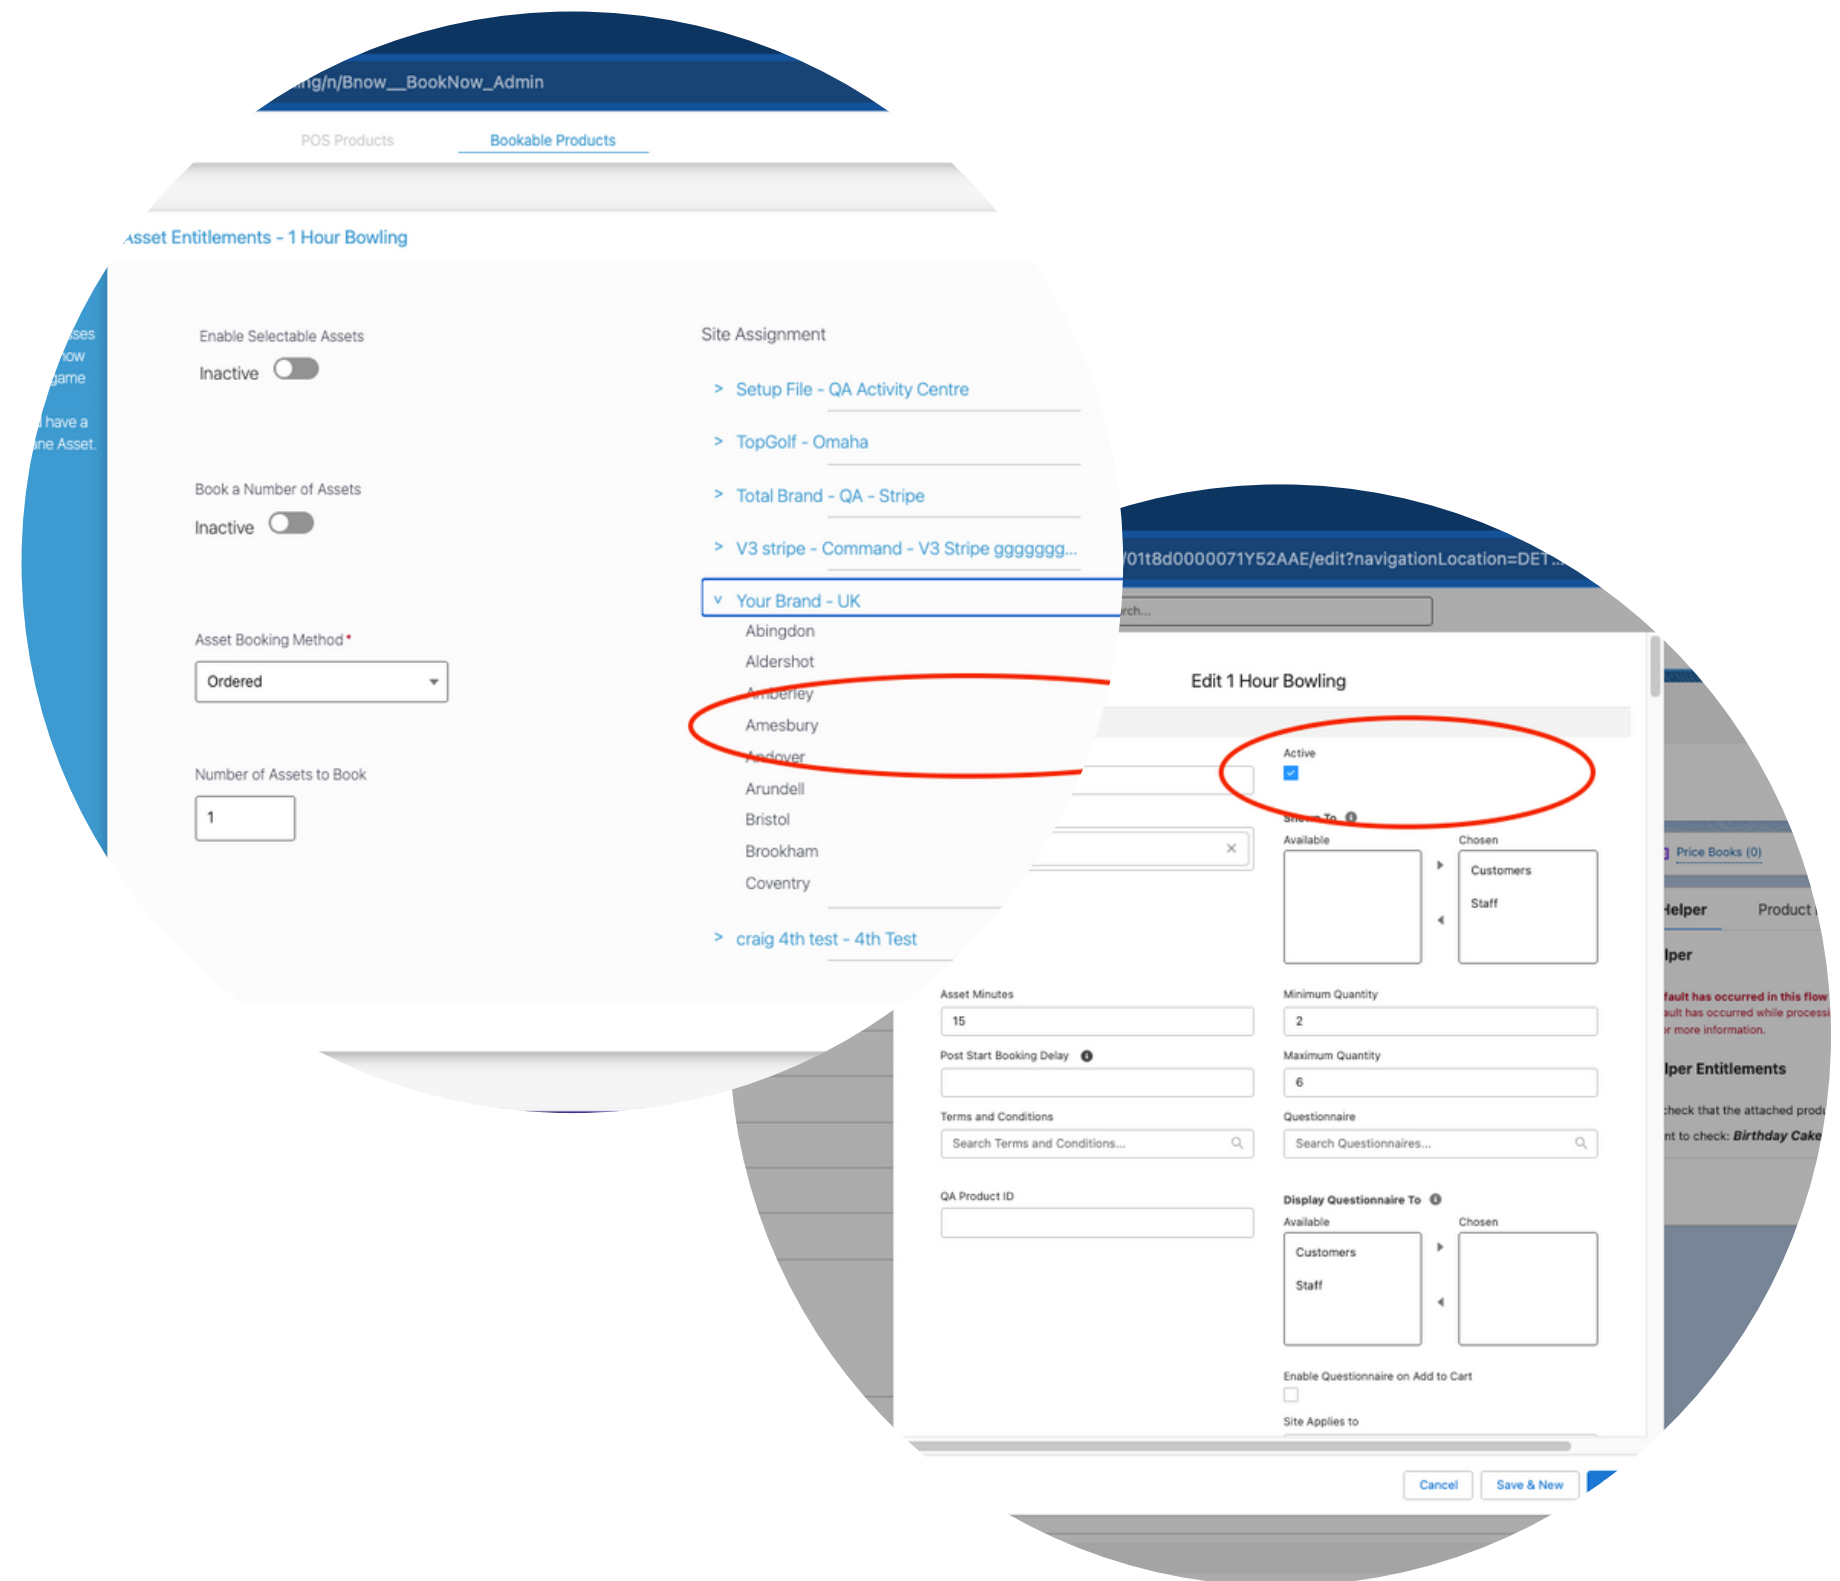 ng/n/Bnow__BookNow_Admin
POS Products
Bookable Products
Asset Entitlements - 1 Hour Bowling
now
game
have a
ne Asset.
Enable Selectable Assets
Inactive
Book a Number of Assets
Inactive
Asset Booking Method *
Ordered
Number of Assets to Book
1
Site Assignment
> Setup File - QA Activity Centre
> TopGolf - Omaha
> Total Brand - QA - Stripe
> V3 stripe - Command - V3 Stripe ggggggg...
v Your Brand - UK
Abingdon
Aldershot
Amberley
Amesbury
Andover
Arundell
Bristol
Brookham
Coventry
> craig 4th test - 4th Test
/01t8d0000071Y52AAE/edit?navigationLocation=DET...
rch...
Edit 1 Hour Bowling
Active
Shown To
Available
Chosen
Customers
Staff
Asset Minutes
15
Minimum Quantity
2
Post Start Booking Delay
Maximum Quantity
6
Terms and Conditions
Search Terms and Conditions...
Questionnaire
Search Questionnaires...
QA Product ID
Display Questionnaire To
Available
Chosen
Customers
Staff
Enable Questionnaire on Add to Cart
Site Applies to
Cancel
Save & New
Price Books (0)
Helper
Product
lper
fault has occurred in this flow
ault has occurred while processi
r more information.
lper Entitlements
check that the attached produ
nt to check: Birthday Cake